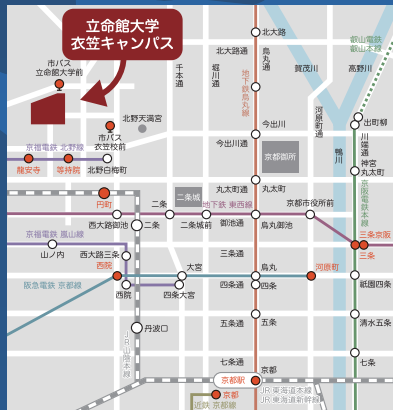 立命館大学
衣笠キャンパス
市バス
立命館大学前
北大路
叡山電鉄
叡山本線
北大路通
烏丸通
千本通
堀川通
賀茂川
高野川
地下鉄烏丸線
北野天満宮
市バス
衣笠校前
今出川
河原町通
出町柳
今出川通
川端通
鴨川
京都御所
京福電鉄 北野線
龍安寺
等持院
北野白梅町
神宮
丸太町
京阪電鉄本線
丸太町通
丸太町
円町
二条城
京都市役所前
二条
地下鉄 東西線
西大路御池
二条
二条城前
御池通
烏丸御池
京福電鉄 嵐山線
三条京阪
三条
山ノ内
西大路三条
三条通
西院
大宮
烏丸
河原町
阪急電鉄 京都線
西院
四条大宮
四条通
四条
祇園四条
丹波口
五条通
五条
清水五条
JR山陰本線
七条通
七条
京都駅
京都
JR東海道本線
JR東海道新幹線
京都
近鉄 京都線